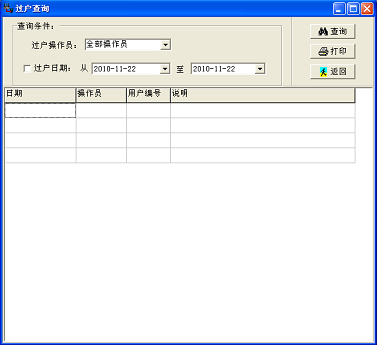 过户查询
查询条件：
过户操作员： 全部操作员
过户日期： 从 2010-11-22 至 2010-11-22
查询
打印
返回
日期 操作员 用户编号 说明